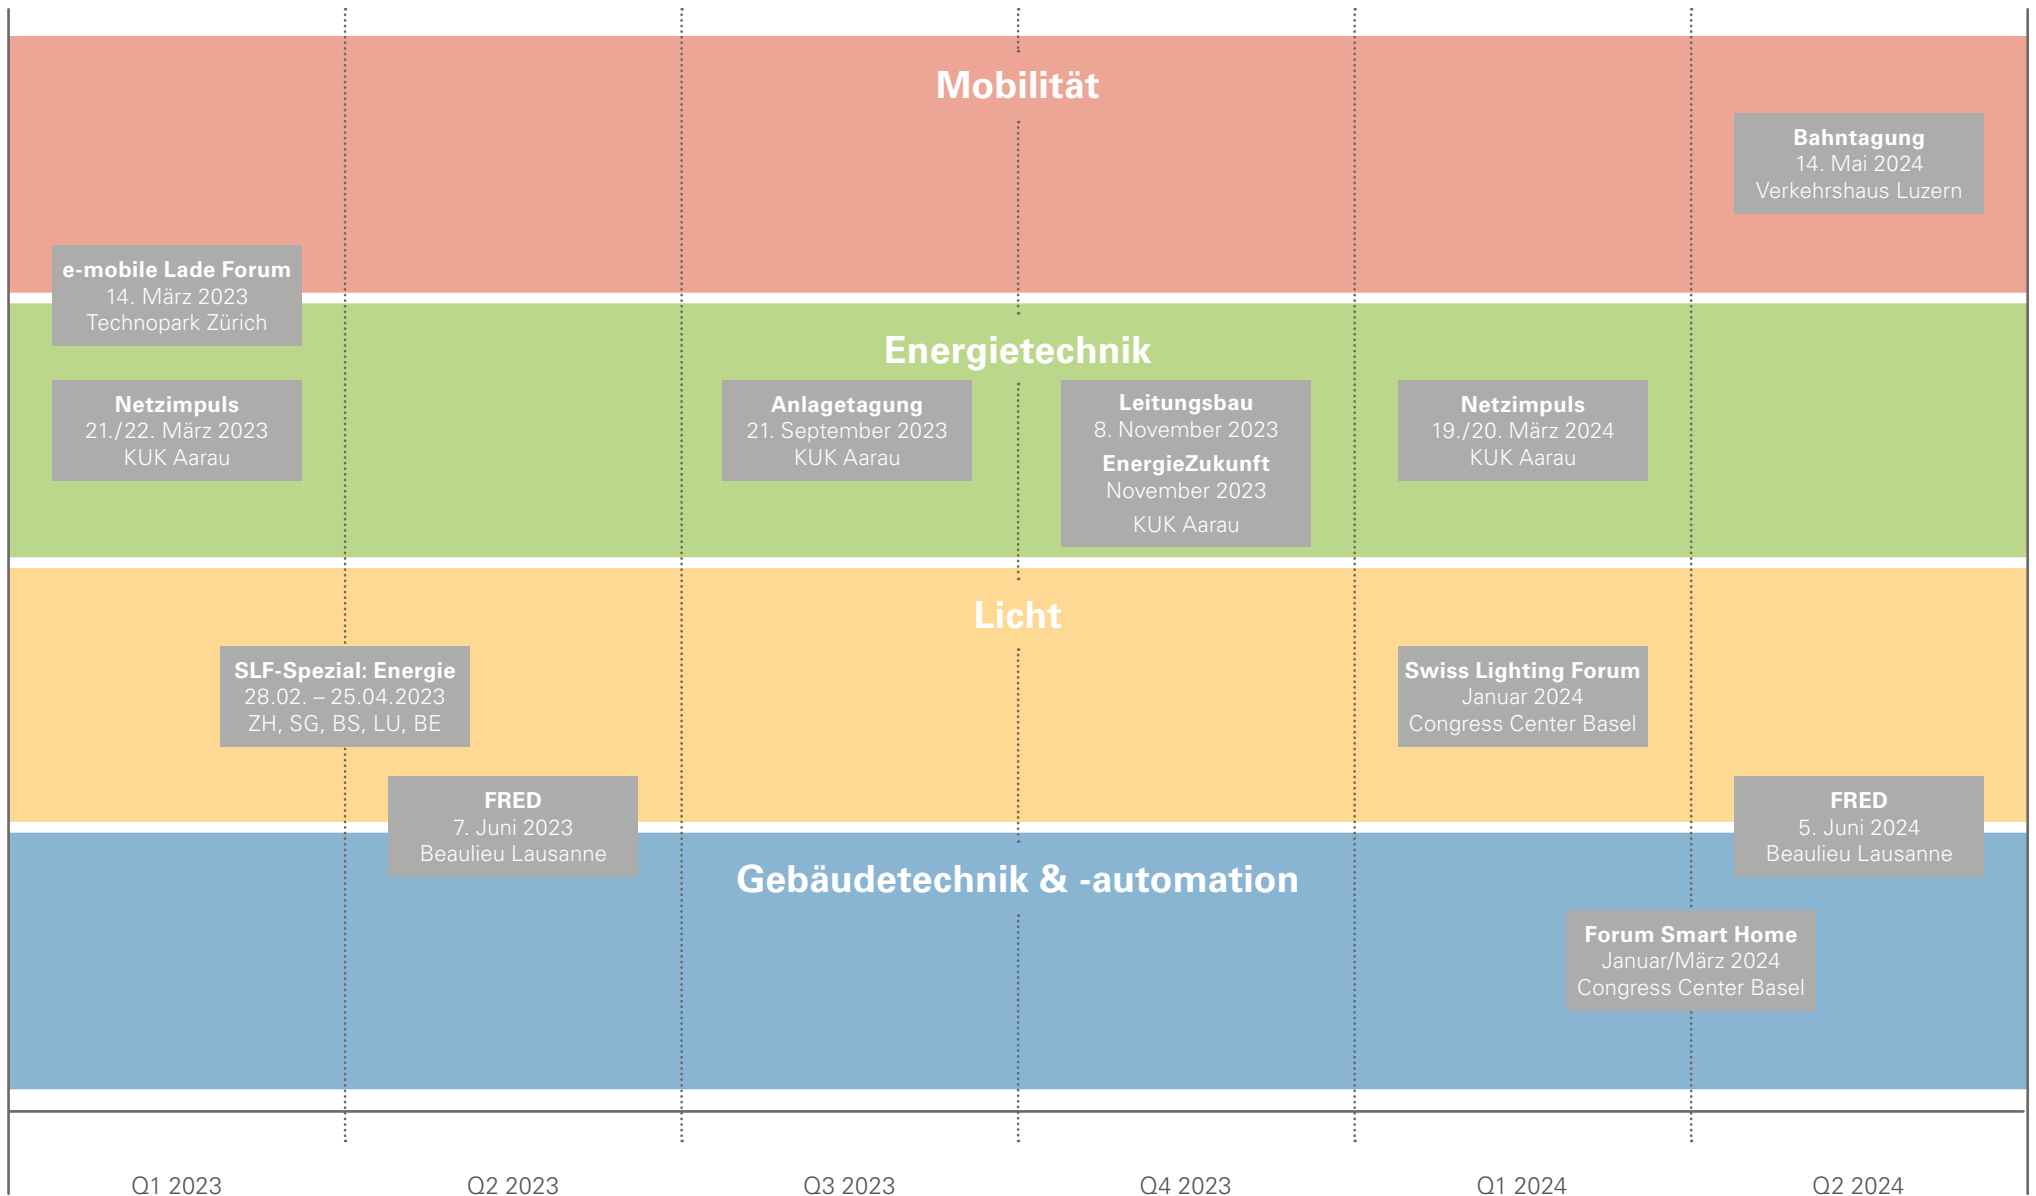 Mobilität
Bahntagung
14. Mai 2024
Verkehrshaus Luzern
e-mobile Lade Forum
14. März 2023
Technopark Zürich
Energietechnik
Netzimpuls
21./22. März 2023
KUK Aarau
Anlagetagung
21. September 2023
KUK Aarau
Leitungsbau
8. November 2023
EnergieZukunft
November 2023
KUK Aarau
Netzimpuls
19./20. März 2024
KUK Aarau
Licht
SLF-Spezial: Energie
28.02. – 25.04.2023
ZH, SG, BS, LU, BE
Swiss Lighting Forum
Januar 2024
Congress Center Basel
FRED
7. Juni 2023
Beaulieu Lausanne
FRED
5. Juni 2024
Beaulieu Lausanne
Gebäudetechnik & -automation
Forum Smart Home
Januar/März 2024
Congress Center Basel
Q1 2023
Q2 2023
Q3 2023
Q4 2023
Q1 2024
Q2 2024